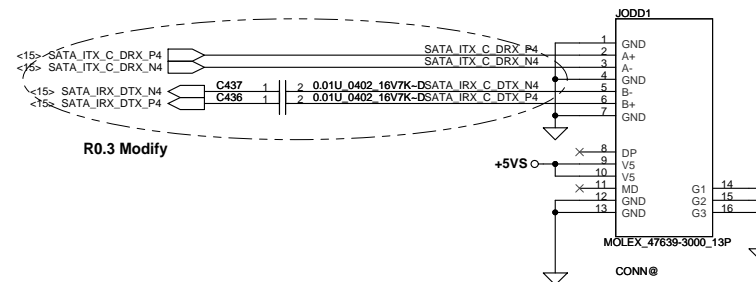 JODD1
1 GND
<15> SATA_ITX_C_DRX_P4 SATA_ITX_C_DRX_P4 2 A+
<15> SATA_ITX_C_DRX_N4 SATA_ITX_C_DRX_N4 3 A-
4 GND
<15> SATA_IRX_DTX_N4 C437 1 2 0.01U_0402_16V7K~D SATA_IRX_C_DTX_N4 5 B-
<15> SATA_IRX_DTX_P4 C436 1 2 0.01U_0402_16V7K~D SATA_IRX_C_DTX_P4 6 B+
7 GND
R0.3 Modify
8 DP
+5VS 9 V5
10 V5
11 MD G1 14
12 GND G2 15
13 GND G3 16
MOLEX_47639-3000_13P
CONN@